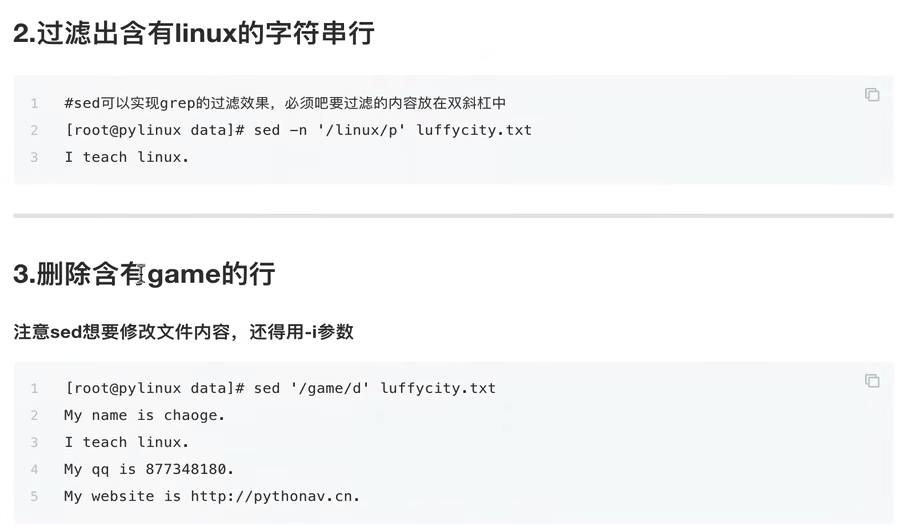 2.过滤出含有linux的字符串行
1 #sed可以实现grep的过滤效果，必须吧要过滤的内容放在双斜杠中
2 [root@pylinux data]# sed -n '/linux/p' luffycity.txt
3 I teach linux.
3.删除含有game的行
注意sed想要修改文件内容，还得用-i参数
1 [root@pylinux data]# sed '/game/d' luffycity.txt
2 My name is chaoge.
3 I teach linux.
4 My qq is 877348180.
5 My website is http://pythonav.cn.